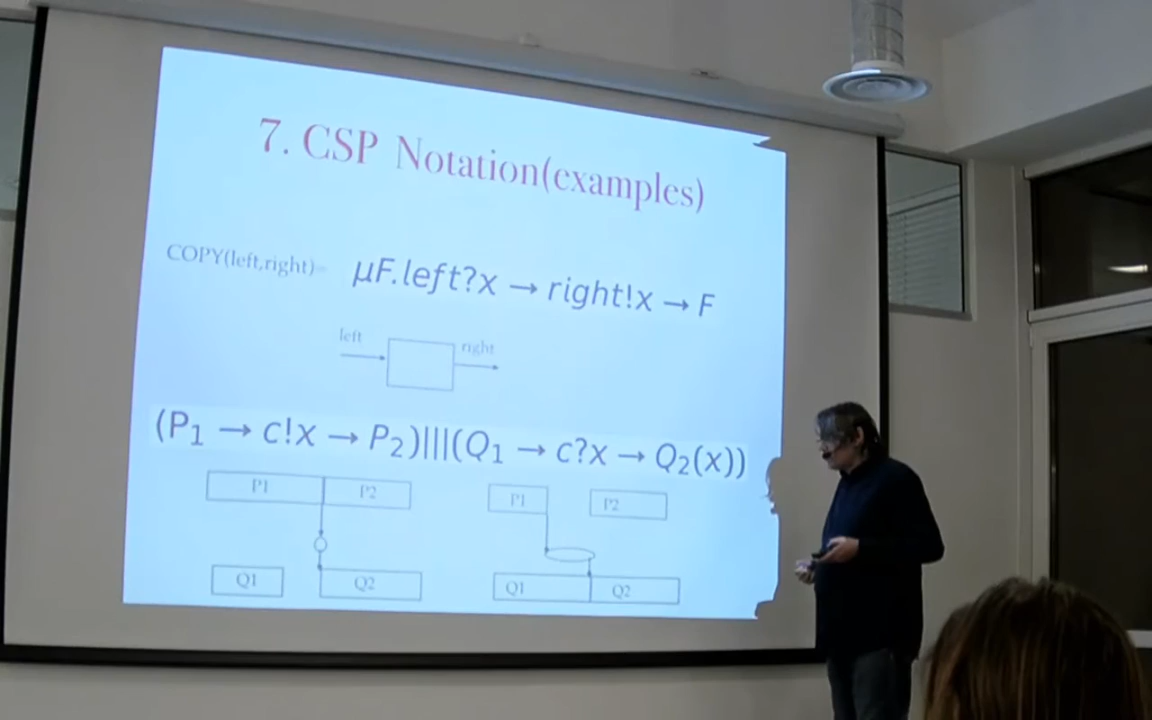 7. CSP Notation(examples)
COPY(left,right)= μF.left?x → right!x → F
left
right
(P₁ → c!x → P₂)|||(Q₁ → c?x → Q₂(x))
P1 P2 P1 P2
Q1 Q2 Q1 Q2